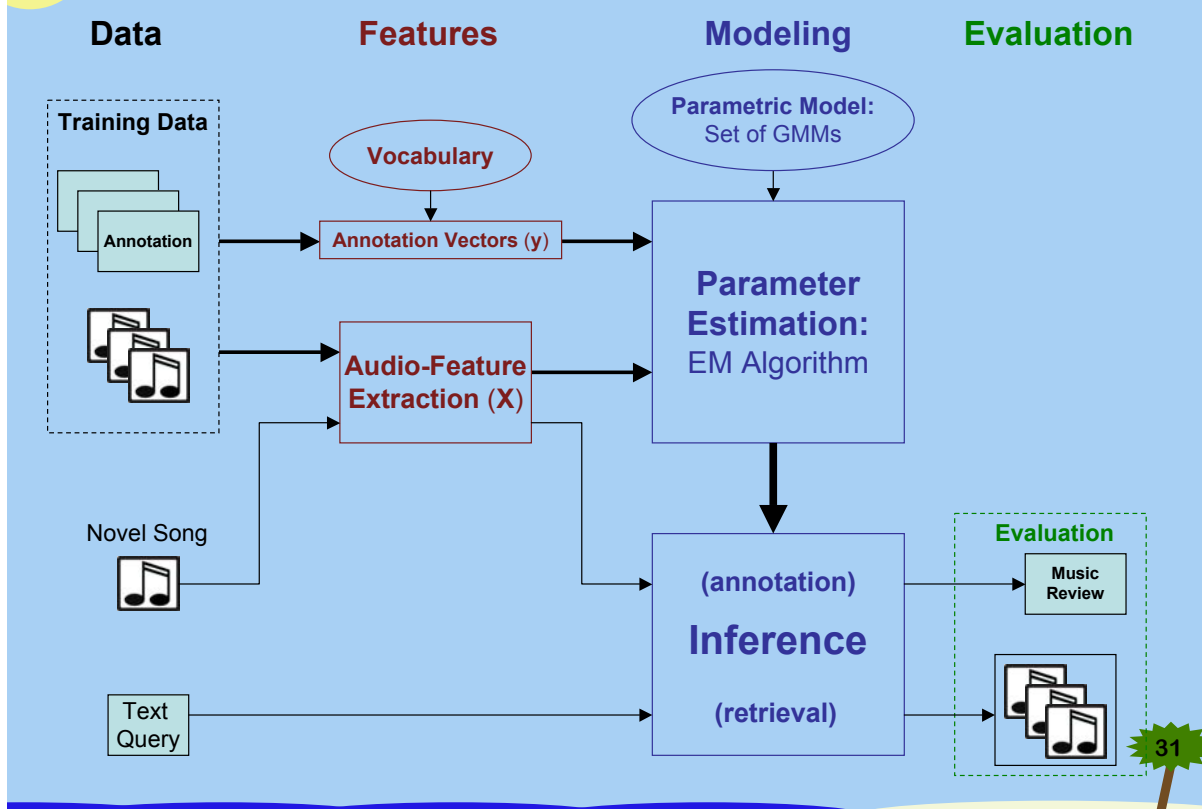 Data
Features
Modeling
Evaluation
Training Data
Annotation
Vocabulary
Annotation Vectors (y)
Parametric Model:
Set of GMMs
Parameter
Estimation:
EM Algorithm
Audio-Feature
Extraction (X)
Novel Song
Text
Query
(annotation)
Inference
(retrieval)
Evaluation
Music
Review
31